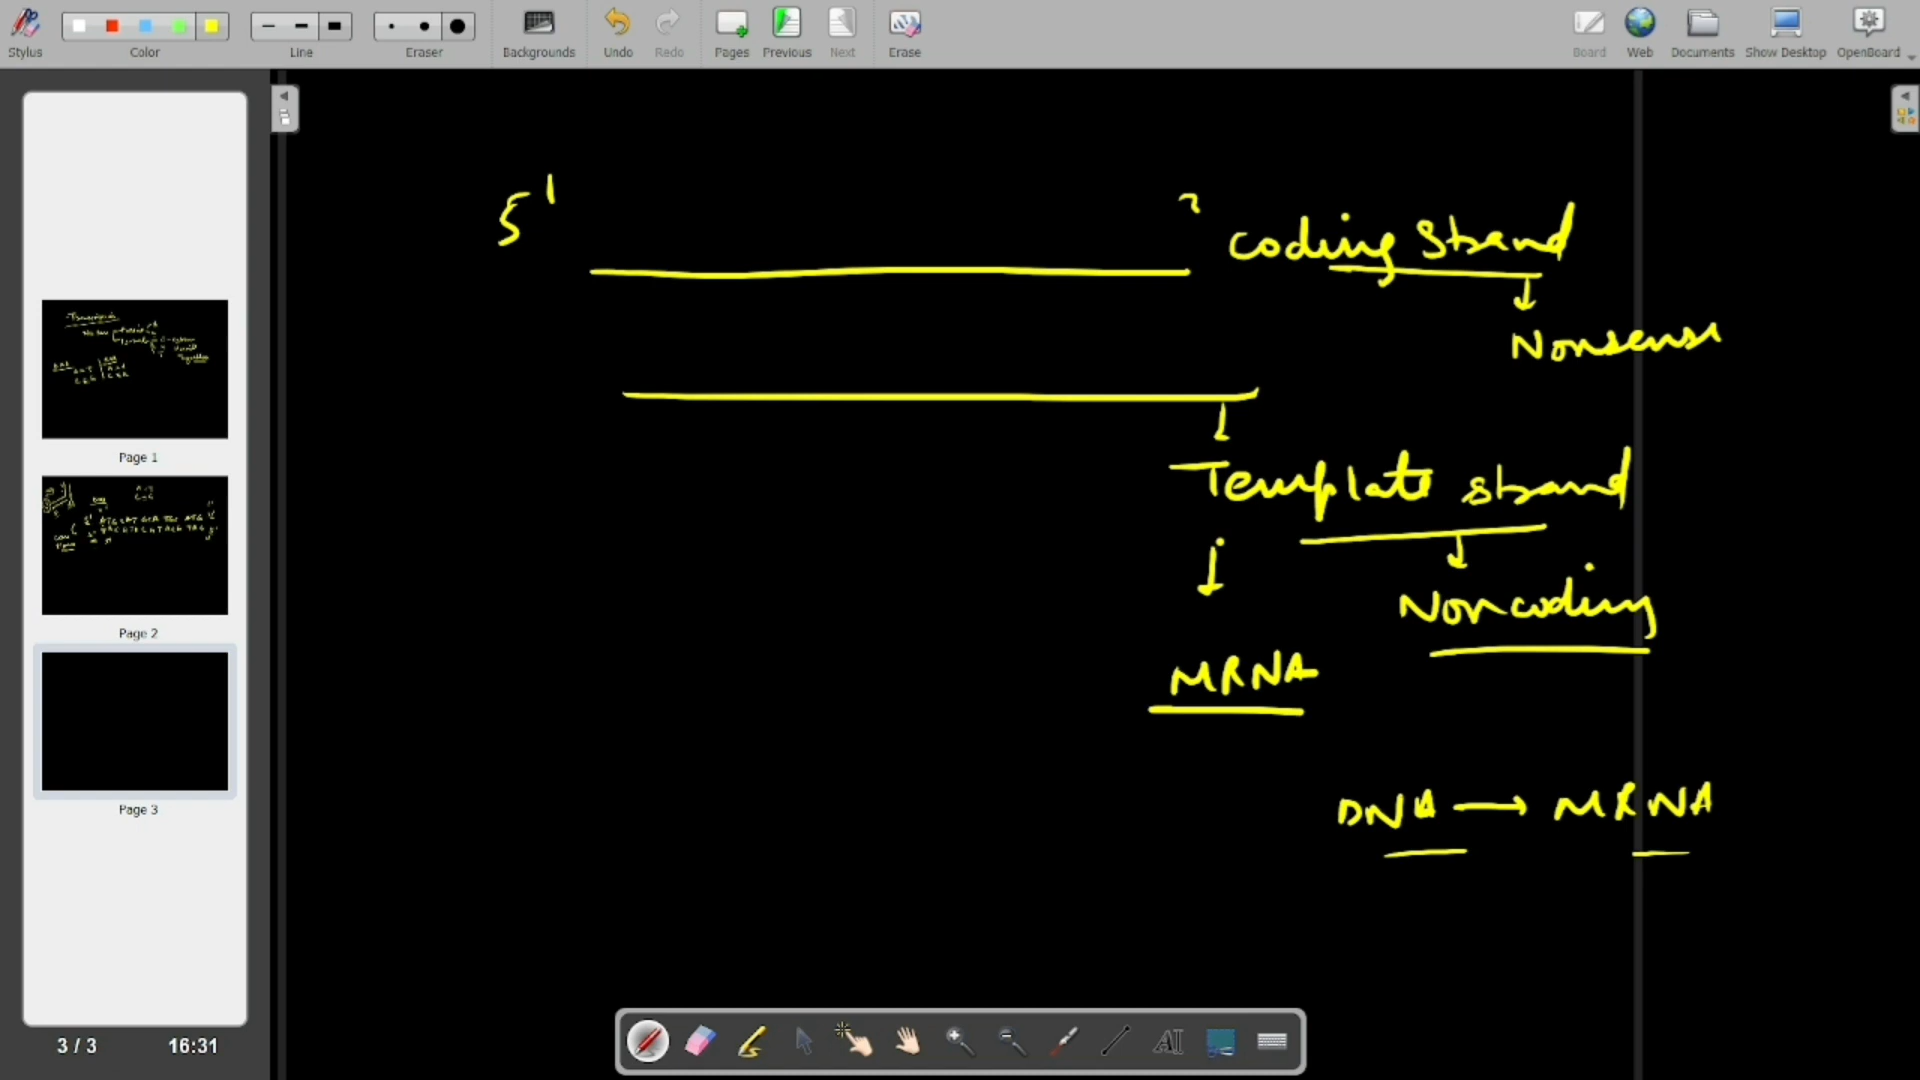 Stylus
Color
Line
Eraser
Backgrounds
Undo
Redo
Pages
Previous
Next
Erase
Board
Web
Documents
Show Desktop
OpenBoard
5'
Coding Strand
Nonsense
Template strand
Noncoding
MRNA
DNA → MRNA
Page 1
Page 2
Page 3
3 / 3
16:31